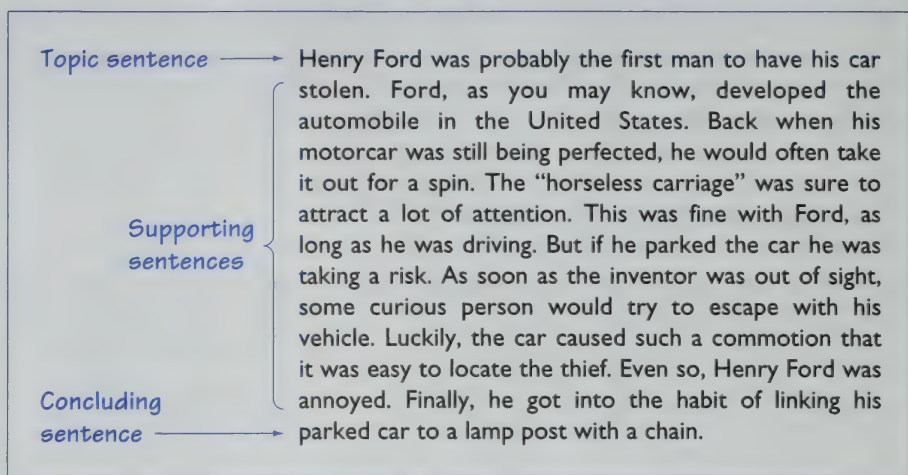 Topic sentence
Henry Ford was probably the first man to have his car
stolen. Ford, as you may know, developed the
automobile in the United States. Back when his
motorcar was still being perfected, he would often take
it out for a spin. The “horseless carriage” was sure to
attract a lot of attention. This was fine with Ford, as
Supporting
sentences
long as he was driving. But if he parked the car he was
taking a risk. As soon as the inventor was out of sight,
some curious person would try to escape with his
vehicle. Luckily, the car caused such a commotion that
it was easy to locate the thief. Even so, Henry Ford was
annoyed. Finally, he got into the habit of linking his
Concluding
sentence
parked car to a lamp post with a chain.